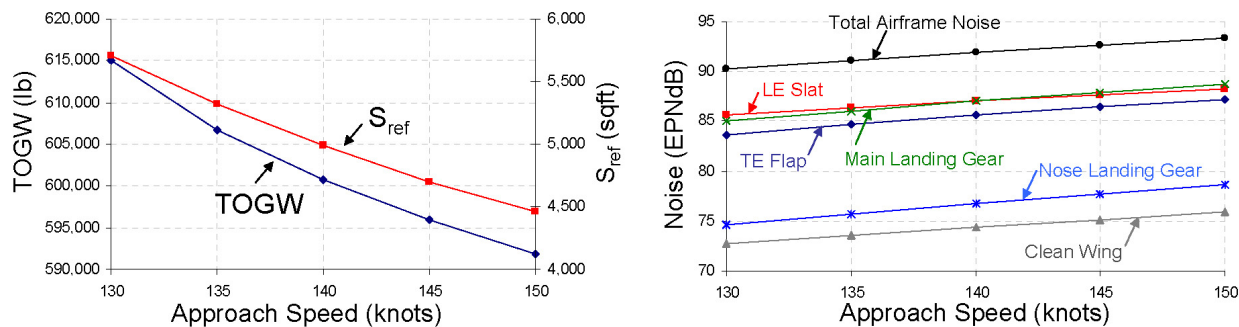 620,000
615,000
610,000
605,000
600,000
595,000
590,000
TOGW (lb)
6,000
5,500
5,000
4,500
4,000
Sref (sqft)
Sref
TOGW
130 135 140 145 150
Approach Speed (knots)
95
90
85
80
75
70
Noise (EPNdB)
Total Airframe Noise
LE Slat
TE Flap
Main Landing Gear
Nose Landing Gear
Clean Wing
130 135 140 145 150
Approach Speed (knots)